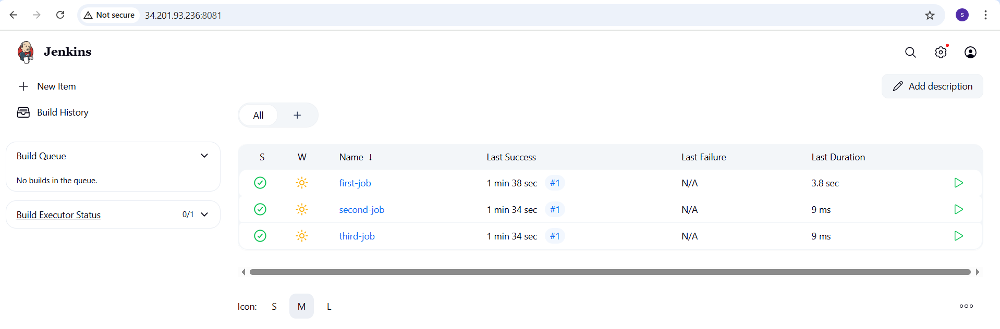 Not secure 34.201.93.236:8081 S
Jenkins
New Item
Add description
Build History
All +
Build Queue
No builds in the queue.
Build Executor Status 0/1
S W Name ↓ Last Success Last Failure Last Duration
first-job 1 min 38 sec #1 N/A 3.8 sec
second-job 1 min 34 sec #1 N/A 9 ms
third-job 1 min 34 sec #1 N/A 9 ms
Icon: S M L